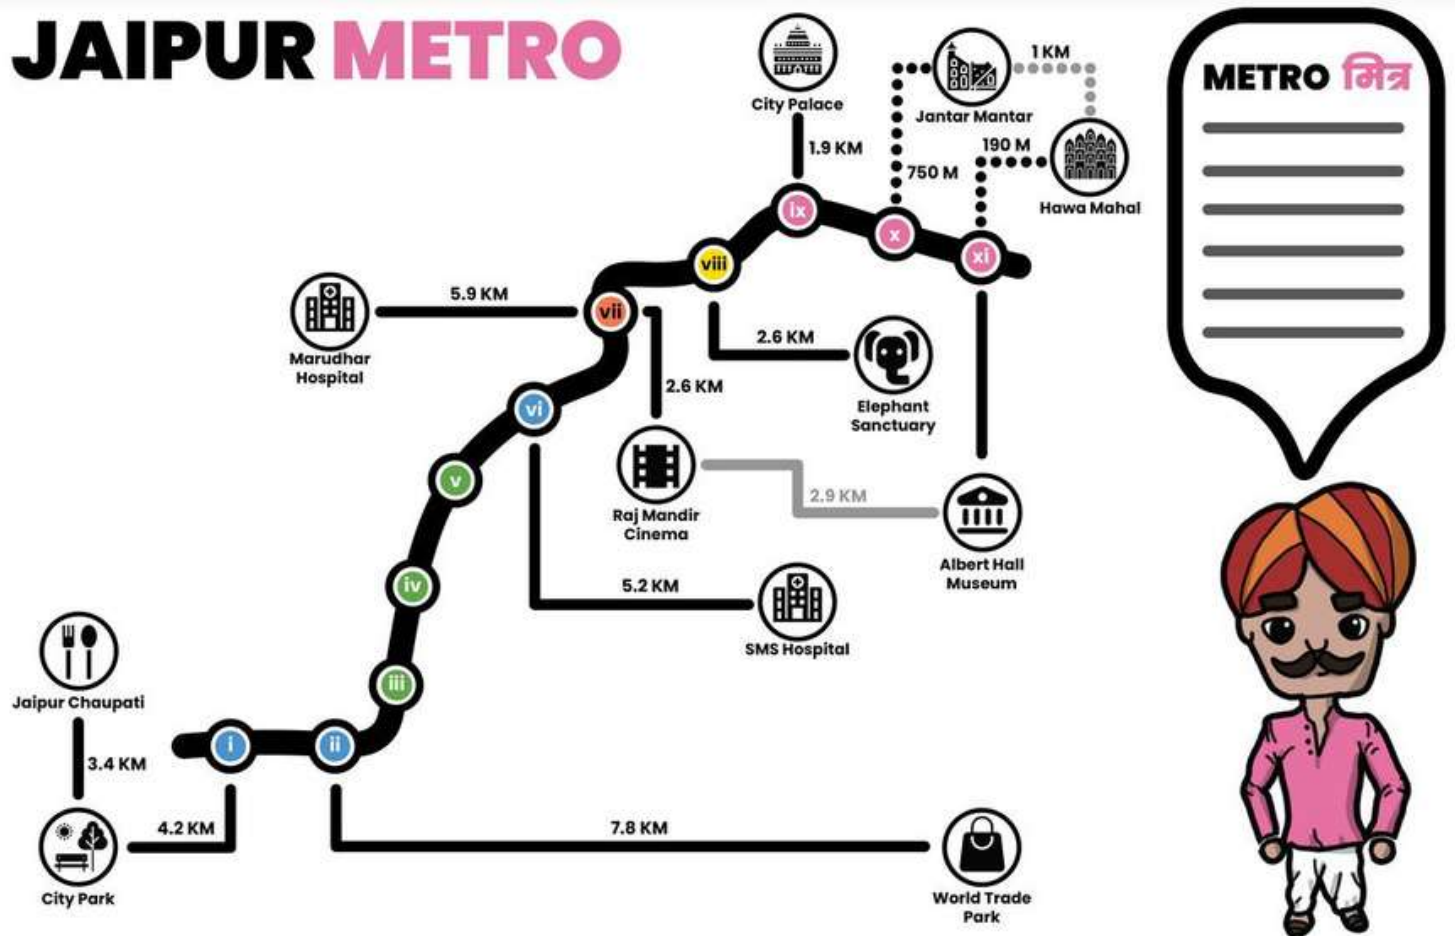 JAIPUR METRO
City Palace
1.9 KM
Jantar Mantar
1 KM
750 M
190 M
Hawa Mahal
METRO मित्र
ix
x
xi
viii
vii
5.9 KM
Marudhar
Hospital
2.6 KM
Elephant
Sanctuary
2.6 KM
Raj Mandir
Cinema
2.9 KM
Albert Hall
Museum
vi
v
iv
iii
5.2 KM
SMS Hospital
Jaipur Chaupati
3.4 KM
i
ii
4.2 KM
City Park
7.8 KM
World Trade
Park